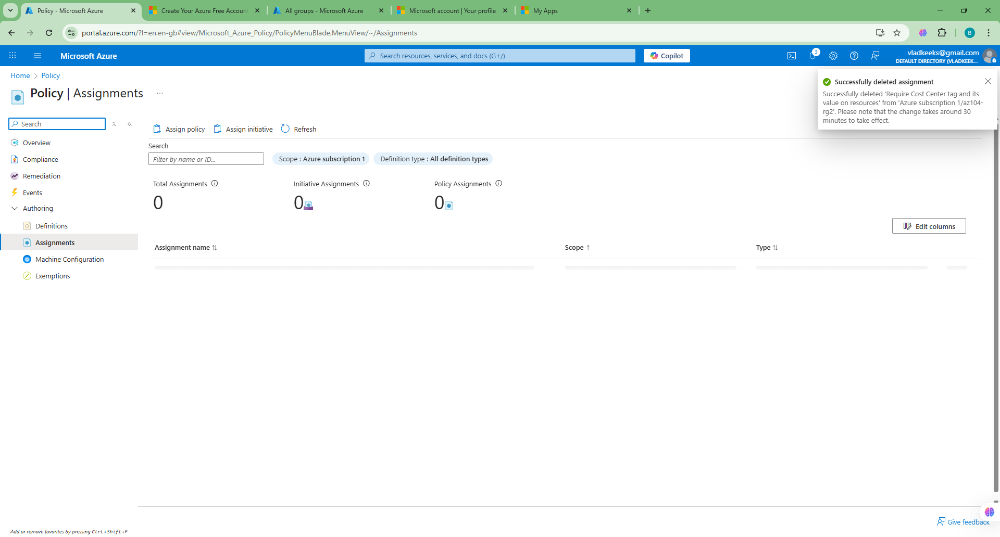 Policy - Microsoft Azure
Create Your Azure Free Account
All groups - Microsoft Azure
Microsoft account | Your profile
My Apps
portal.azure.com/?l=en.en-gb#view/Microsoft_Azure_Policy/PolicyMenuBlade.MenuView/~/Assignments
B
Microsoft Azure
Search resources, services, and docs (G+/)
Copilot
3
vladkeeks@gmail.com
DEFAULT DIRECTORY (VLADKEEK...
Home > Policy
Policy | Assignments
...
Successfully deleted assignment
Successfully deleted 'Require Cost Center tag and its
value on resources' from 'Azure subscription 1/az104-
rg2'. Please note that the change takes around 30
minutes to take effect.
Search
Overview
Compliance
Remediation
Events
Authoring
Definitions
Assignments
Machine Configuration
Exemptions
Assign policy
Assign initiative
Refresh
Search
Filter by name or ID...
Scope : Azure subscription 1
Definition type : All definition types
Total Assignments
0
Initiative Assignments
0
Policy Assignments
0
Edit columns
Assignment name
Scope
Type
Give feedback
Add or remove favorites by pressing Ctrl+Shift+F